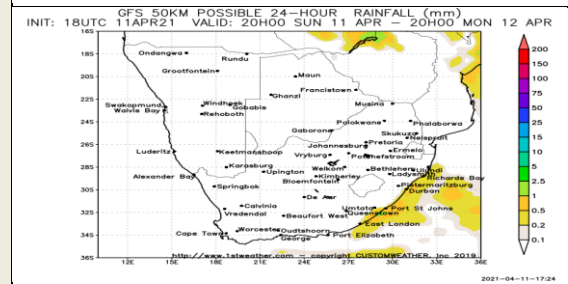 GFS 50KM POSSIBLE 24-HOUR RAINFALL (mm)
INIT: 18UTC 11APR21 VALID: 20H00 SUN 11 APR - 20H00 MON 12 APR
16S
18S
20S
22S
24S
26S
28S
30S
32S
34S
36S
Ondangwa
Rundu
Grootfontein
Maun
Francistown
Ghanzi
Musina
Swakopmund
Windhoek
Gobabis
Walvis Bay
Rehoboth
Polokwane
Phalaborwa
Gaborone
Skukuza
Nelspruit
Pretoria
Johannesburg
Ermelo
Luderitz
Keetmanshoop
Vryburg
Potchefstroom
Karasburg
Welkom
Bethlehem
Ulundi
Alexander Bay
Upington
Kimberley
Ladysmith
Richards Bay
Bloemfontein
Springbok
Pietermaritzburg
Durban
De Aar
Calvinia
Umtata
Port St Johns
Vredendal
Beaufort West
Queenstown
East London
Cape Town
Worcester
Oudtshoorn
George
Port Elizabeth
http://www.1stweather.com - copyright CUSTOMWEATHER, Inc 2019
12E 15E 18E 21E 24E 27E 30E 33E 36E
200
150
100
75
50
25
15
10
5
2.5
1
0.5
0.2
0.1
2021-04-11-17:24